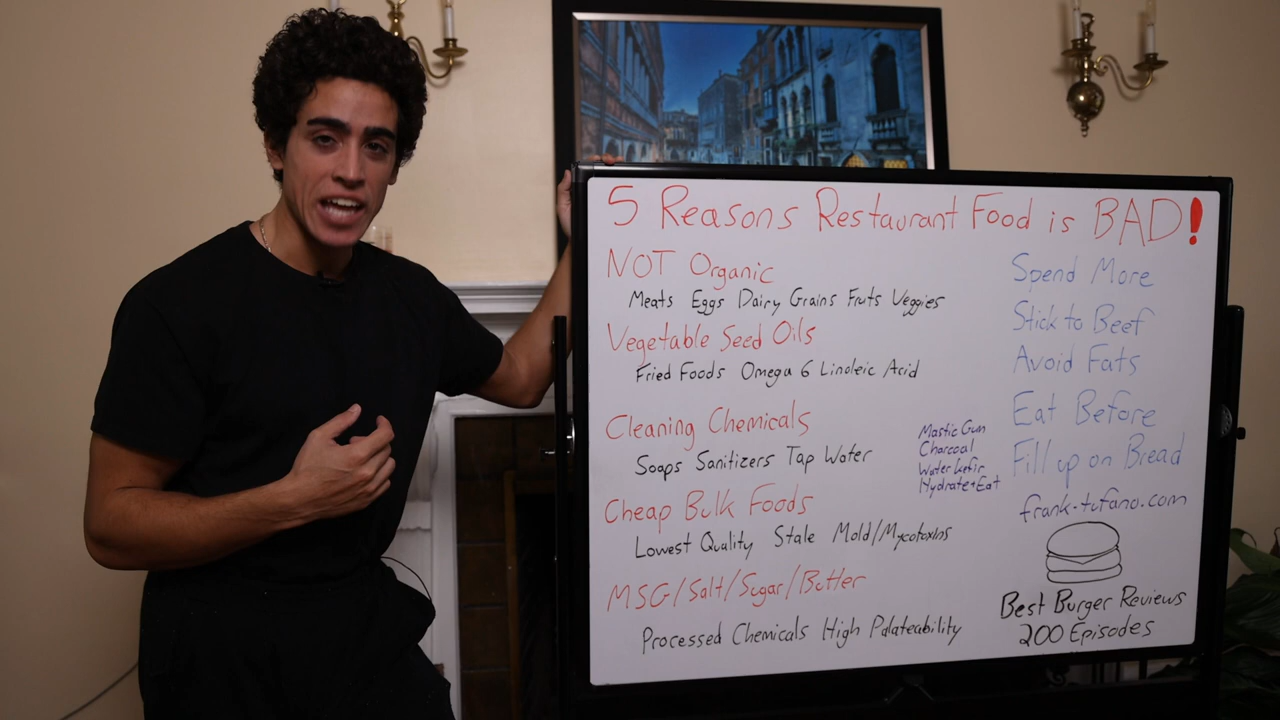 5 Reasons Restaurant Food is BAD!
NOT Organic
Meats Eggs Dairy Grains Fruts Veggies
Vegetable Seed Oils
Fried Foods Omega 6 Linoleic Acid
Cleaning Chemicals
Soaps Sanitizers Tap Water
Cheap Bulk Foods
Lowest Quality Stale Mold/Mycotoxins
MSG/Salt/Sugar/Butter
Processed Chemicals High Palateability
Mastic Gum
Charcoal
Water Kefir
Hydrate+Eat
Spend More
Stick to Beef
Avoid Fats
Eat Before
Fill up on Bread
frank-tufano.com
Best Burger Reviews
200 Episodes